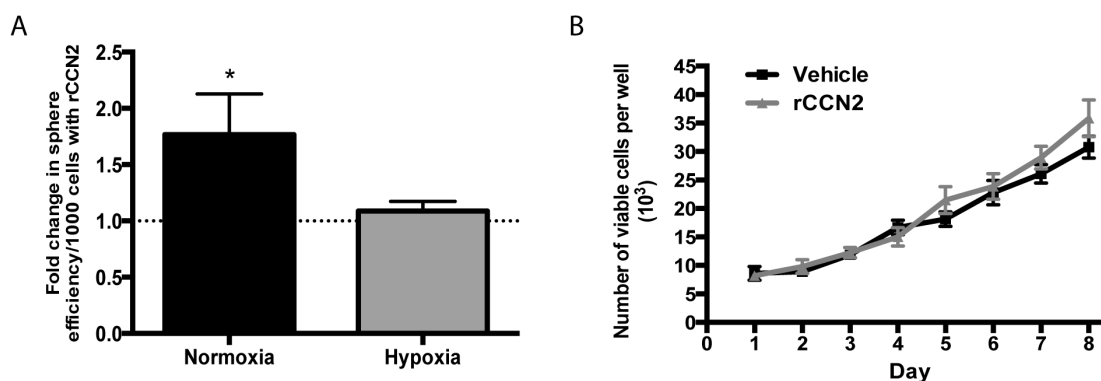 A
Fold change in sphere
efficiency/1000 cells with rCCN2
2.5
2.0
1.5
1.0
0.5
0.0
*
Normoxia
Hypoxia
B
Number of viable cells per well
(10³)
45
40
35
30
25
20
15
10
5
0
Vehicle
rCCN2
0 1 2 3 4 5 6 7 8
Day